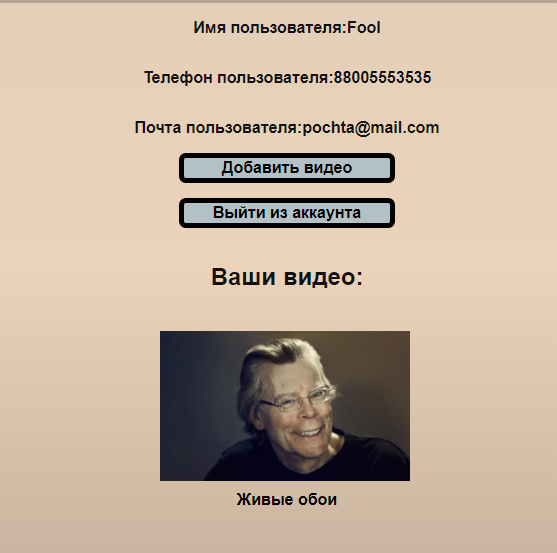 Имя пользователя:Fool
Телефон пользователя:88005553535
Почта пользователя:pochta@mail.com
Добавить видео
Выйти из аккаунта
Ваши видео:
Живые обои